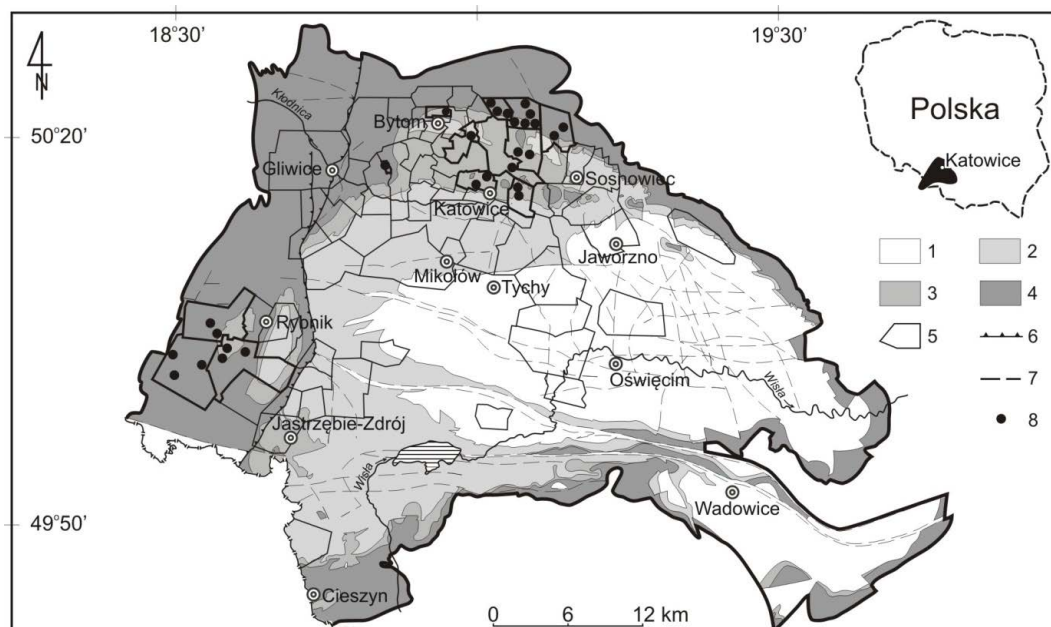 18°30'
19°30'
N
Kłodnica
Bytom
Polska
50°20'
Katowice
Gliwice
Sosnowiec
Katowice
1
2
Jaworzno
Mikołów
Tychy
3
4
Rybnik
5
6
Oświęcim
Wisła
7
Jastrzębie-Zdrój
8
Wisła
Wadowice
49°50'
Cieszyn
0
6
12 km